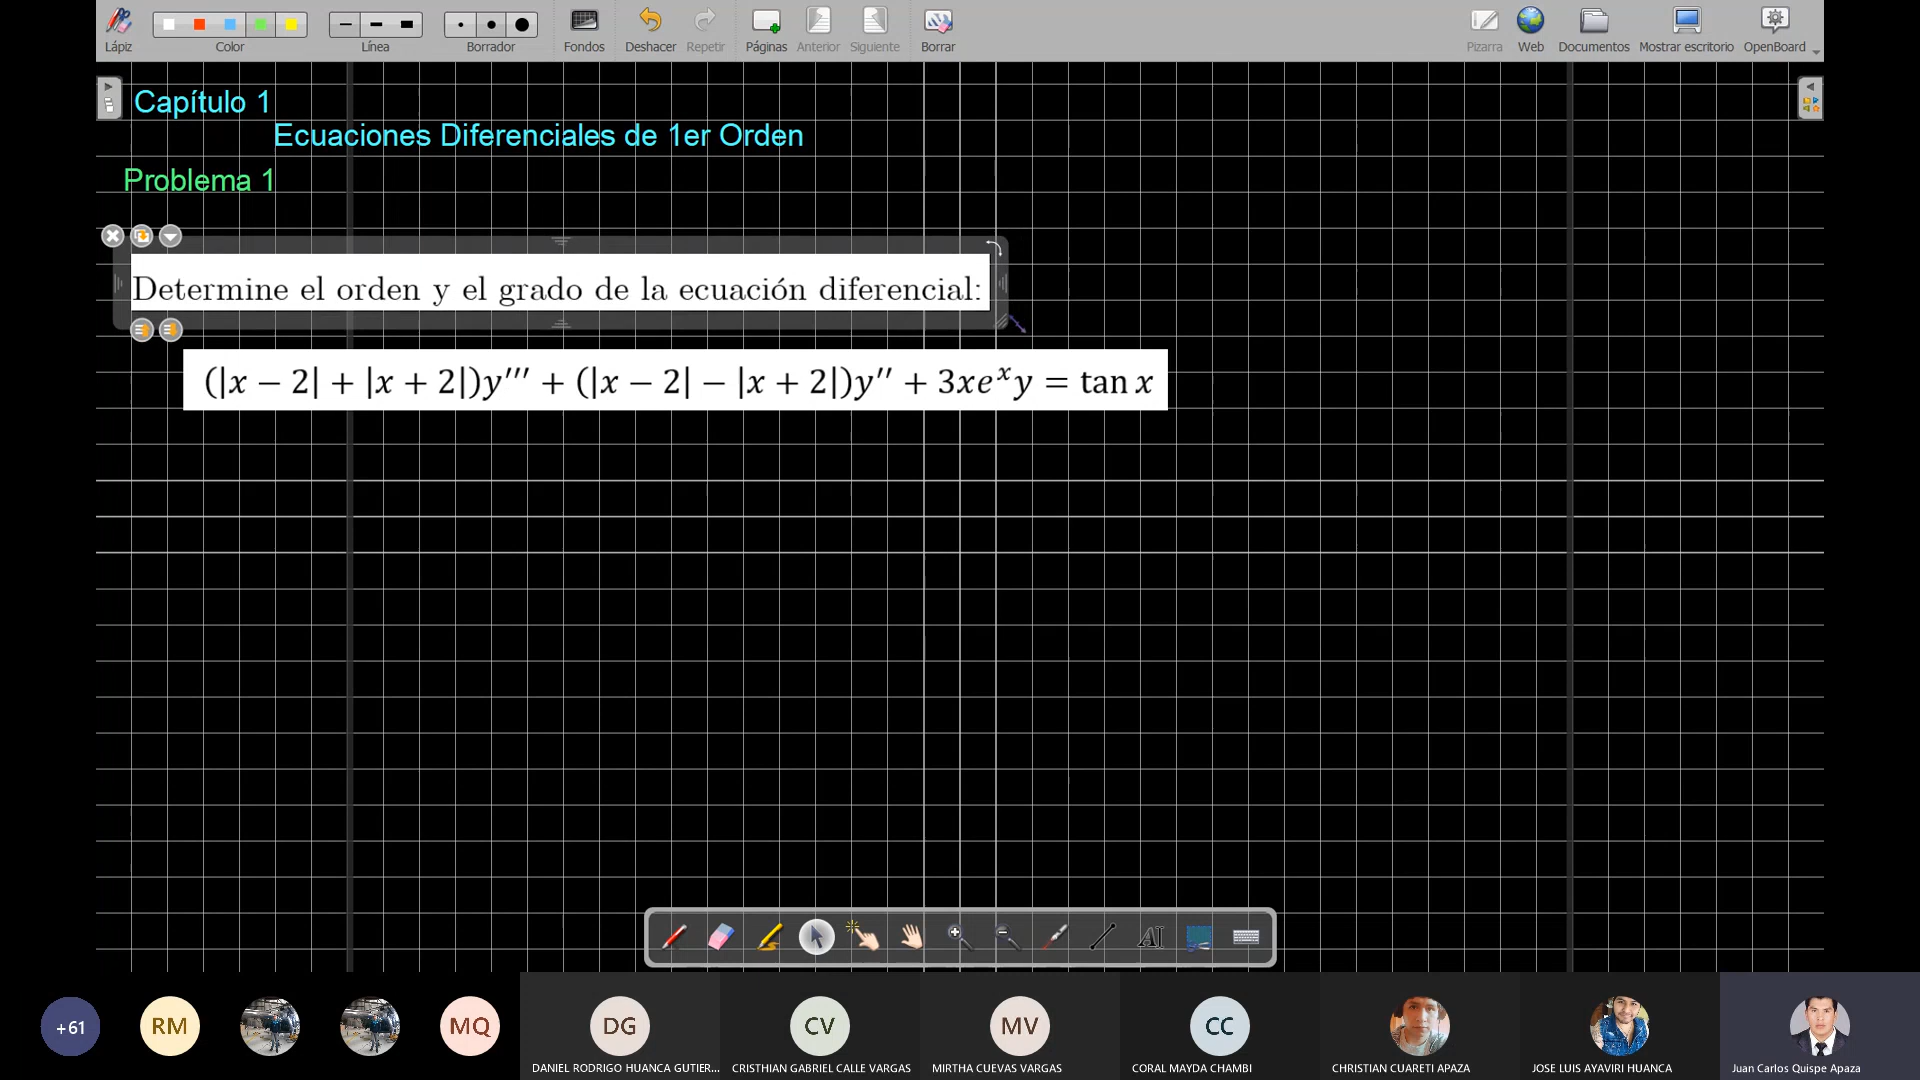 Lápiz
Color
Línea
Borrador
Fondos
Deshacer
Repetir
Páginas
Anterior
Siguiente
Borrar
Pizarra
Web
Documentos
Mostrar escritorio
OpenBoard
Capítulo 1
Ecuaciones Diferenciales de 1er Orden
Problema 1
Determine el orden y el grado de la ecuación diferencial:
(|x − 2| + |x + 2|)y′′′ + (|x − 2| − |x + 2|)y′′ + 3xeˣy = tan x
+61
RM
MQ
DG
CV
MV
CC
DANIEL RODRIGO HUANCA GUTIER...
CRISTHIAN GABRIEL CALLE VARGAS
MIRTHA CUEVAS VARGAS
CORAL MAYDA CHAMBI
CHRISTIAN CUARETI APAZA
JOSE LUIS AYAVIRI HUANCA
Juan Carlos Quispe Apaza